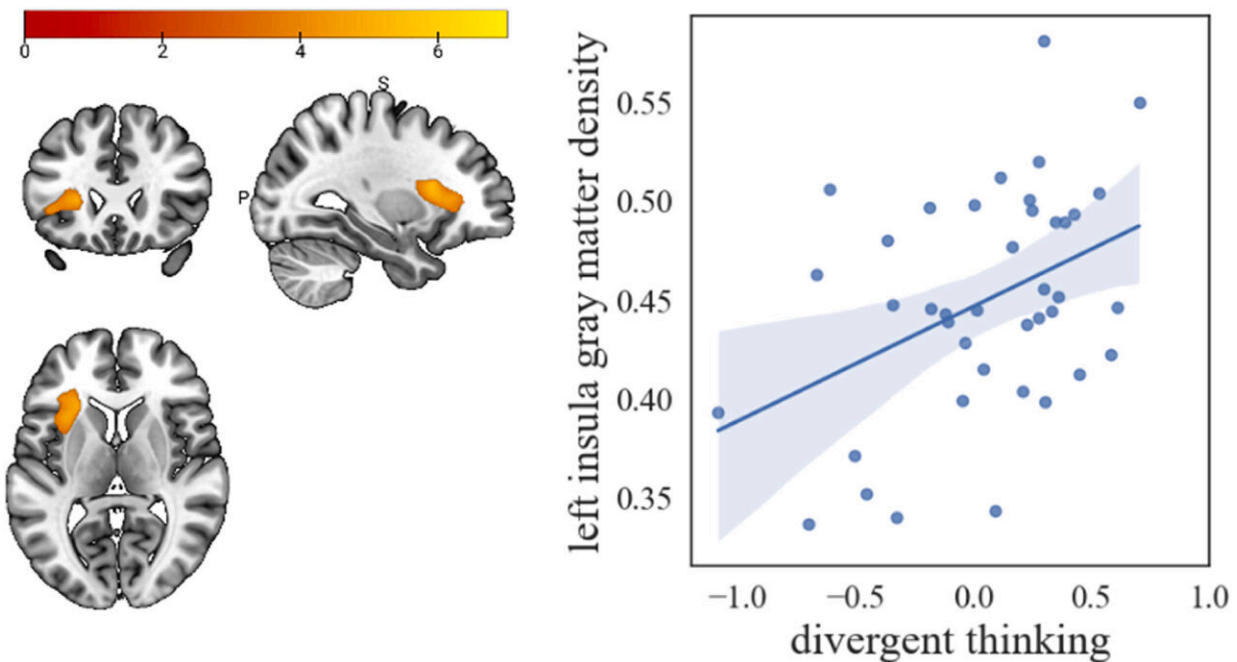 0 2 4 6
S
P
left insula gray matter density
0.55
0.50
0.45
0.40
0.35
−1.0 −0.5 0.0 0.5 1.0
divergent thinking